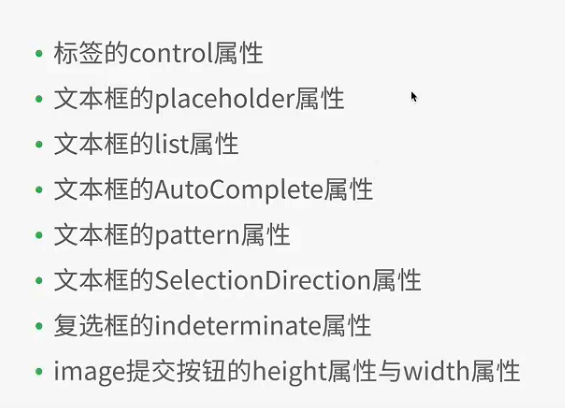 • 标签的control属性
• 文本框的placeholder属性
• 文本框的list属性
• 文本框的AutoComplete属性
• 文本框的pattern属性
• 文本框的SelectionDirection属性
• 复选框的indeterminate属性
• image提交按钮的height属性与width属性